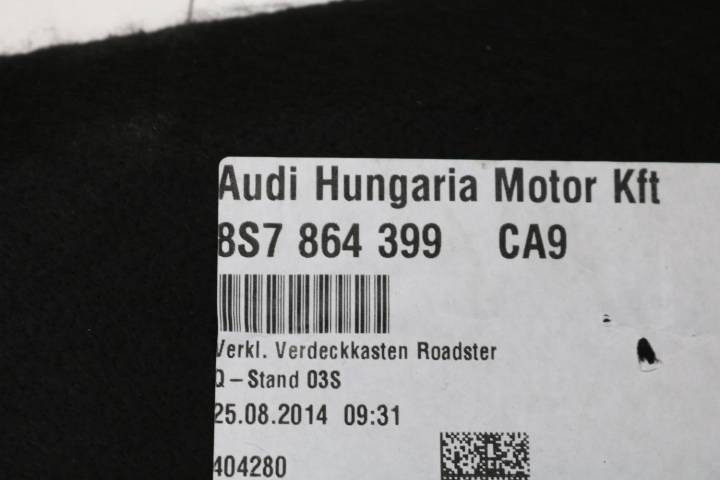 Audi Hungaria Motor Kft
8S7 864 399 CA9
Verkl. Verdeckkasten Roadster
Q-Stand 03S
25.08.2014 09:31
404280